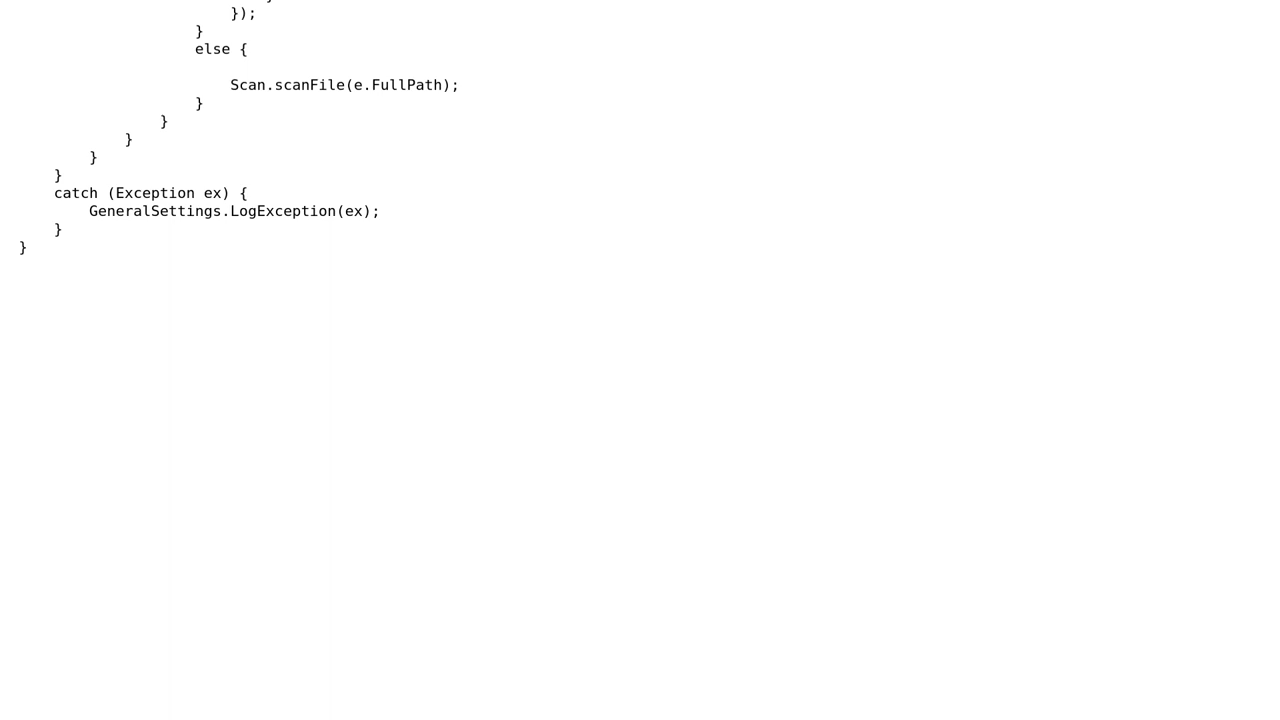 });
}
else {
Scan.scanFile(e.FullPath);
}
}
}
}
}
catch (Exception ex) {
GeneralSettings.LogException(ex);
}
}